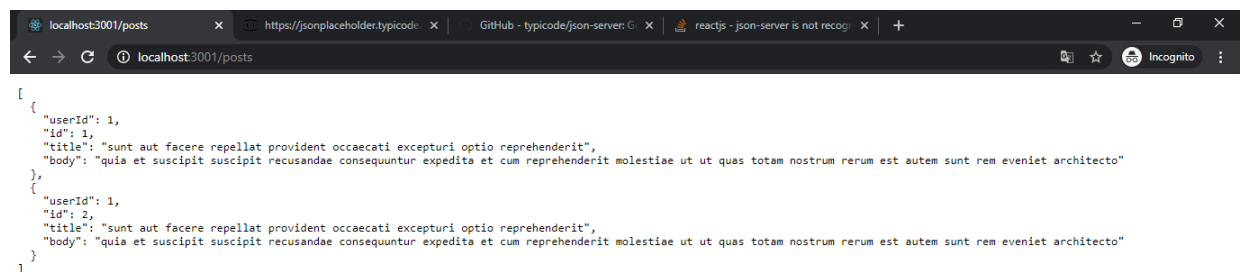 localhost:3001/posts
https://jsonplaceholder.typicode.
GitHub - typicode/json-server: G
reactjs - json-server is not recogn
localhost:3001/posts
Incognito
[
{
"userId": 1,
"id": 1,
"title": "sunt aut facere repellat provident occaecati excepturi optio reprehenderit",
"body": "quia et suscipit suscipit recusandae consequuntur expedita et cum reprehenderit molestiae ut ut quas totam nostrum rerum est autem sunt rem eveniet architecto"
},
{
"userId": 1,
"id": 2,
"title": "sunt aut facere repellat provident occaecati excepturi optio reprehenderit",
"body": "quia et suscipit suscipit recusandae consequuntur expedita et cum reprehenderit molestiae ut ut quas totam nostrum rerum est autem sunt rem eveniet architecto"
}
]